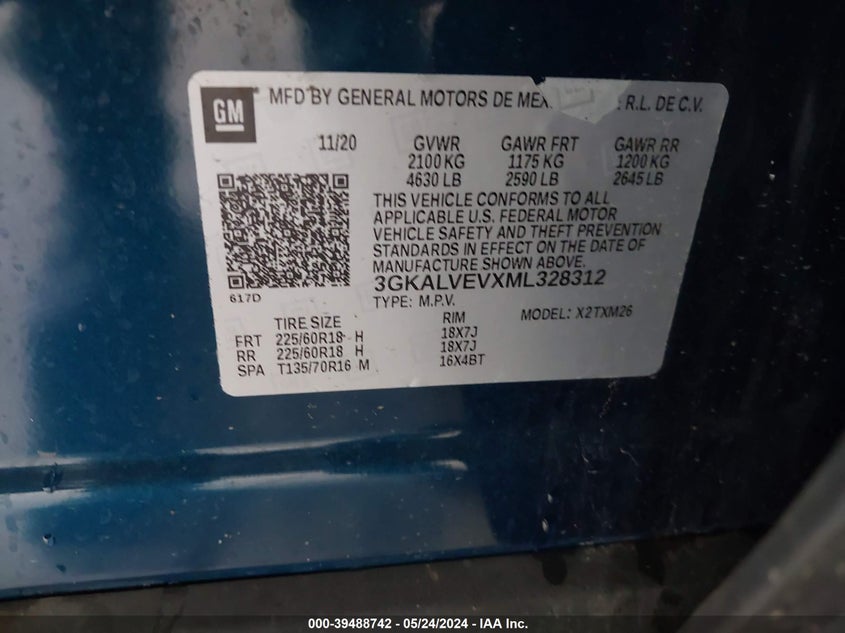 GM
MFD BY GENERAL MOTORS DE R.L. DE C.V.
11/20 GVWR GAWR FRT GAWR RR
2100 KG 1175 KG 1200 KG
4630 LB 2590 LB 2645 LB
THIS VEHICLE CONFORMS TO ALL
APPLICABLE U.S. FEDERAL MOTOR
VEHICLE SAFETY AND THEFT PREVENTION
STANDARDS IN EFFECT ON THE DATE OF
MANUFACTURE SHOWN ABOVE.
617D
3GKALVEVXML328312
TYPE: M.P.V. MODEL: X2TXM26
TIRE SIZE RIM
FRT 225/60R18 H 18X7J
RR 225/60R18 H 18X7J
SPA T135/70R16 M 16X4BT
000-39488742 / 05/24/2024 - IAA Inc.